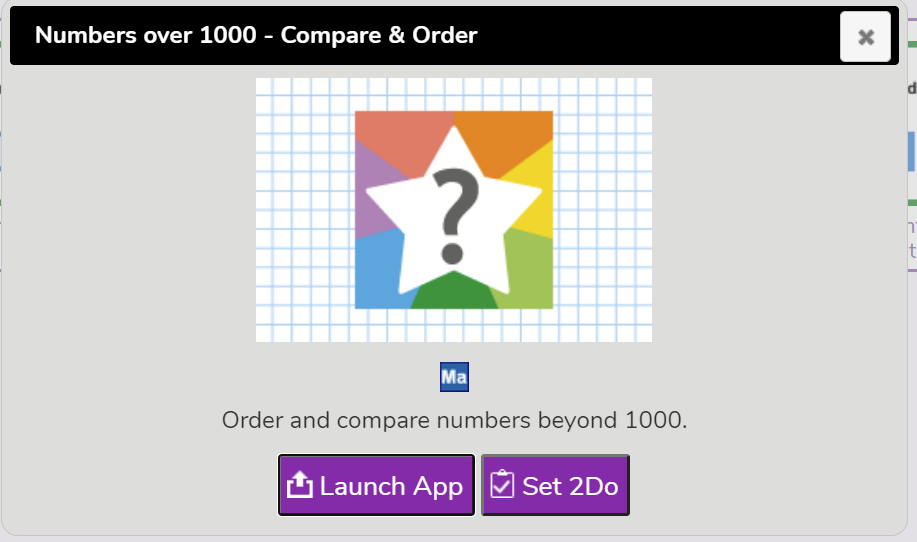 Numbers over 1000 - Compare & Order
?
Ma
Order and compare numbers beyond 1000.
Launch App
Set 2Do